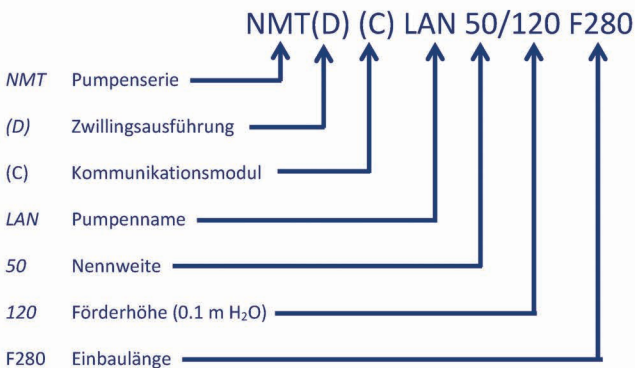 NMT(D) (C) LAN 50/120 F280
NMT Pumpenserie
(D) Zwillingsausführung
(C) Kommunikationsmodul
LAN Pumpenname
50 Nennweite
120 Förderhöhe (0.1 m H₂O)
F280 Einbaulänge